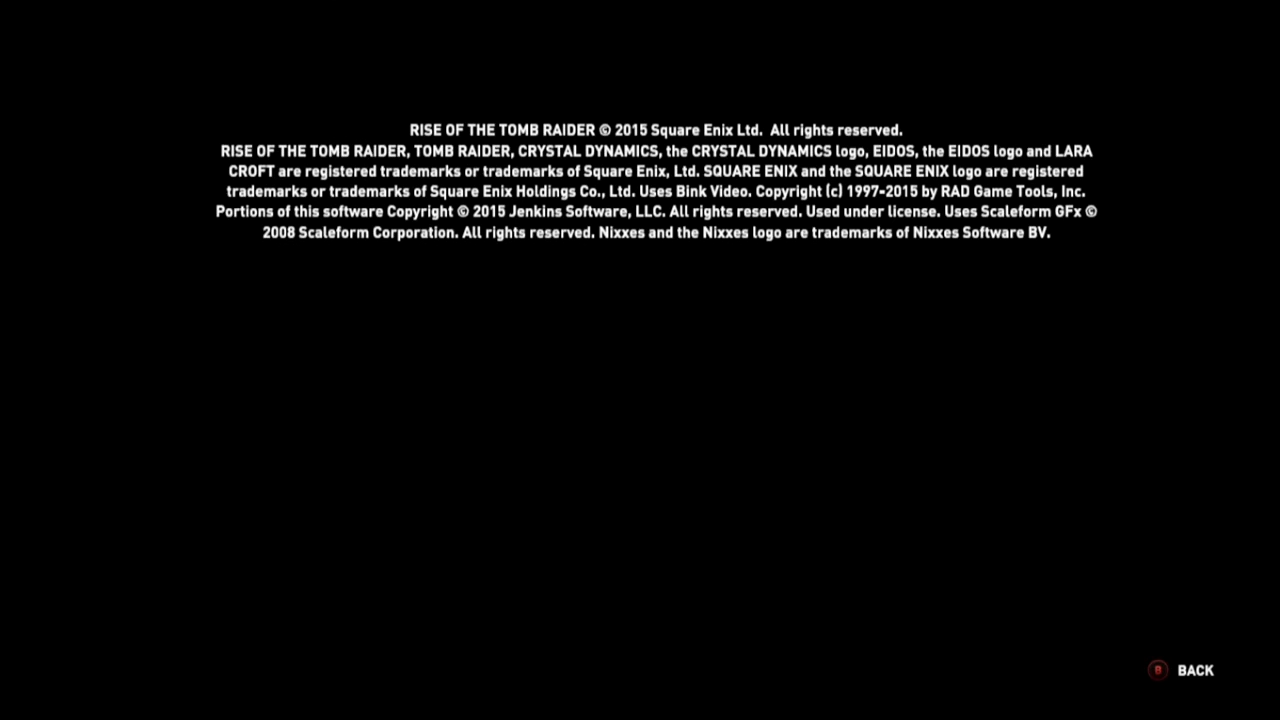 RISE OF THE TOMB RAIDER © 2015 Square Enix Ltd.  All rights reserved.
RISE OF THE TOMB RAIDER, TOMB RAIDER, CRYSTAL DYNAMICS, the CRYSTAL DYNAMICS logo, EIDOS, the EIDOS logo and LARA
CROFT are registered trademarks or trademarks of Square Enix, Ltd. SQUARE ENIX and the SQUARE ENIX logo are registered
trademarks or trademarks of Square Enix Holdings Co., Ltd. Uses Bink Video. Copyright (c) 1997-2015 by RAD Game Tools, Inc.
Portions of this software Copyright © 2015 Jenkins Software, LLC. All rights reserved. Used under license. Uses Scaleform GFx ©
2008 Scaleform Corporation. All rights reserved. Nixxes and the Nixxes logo are trademarks of Nixxes Software BV.
B BACK